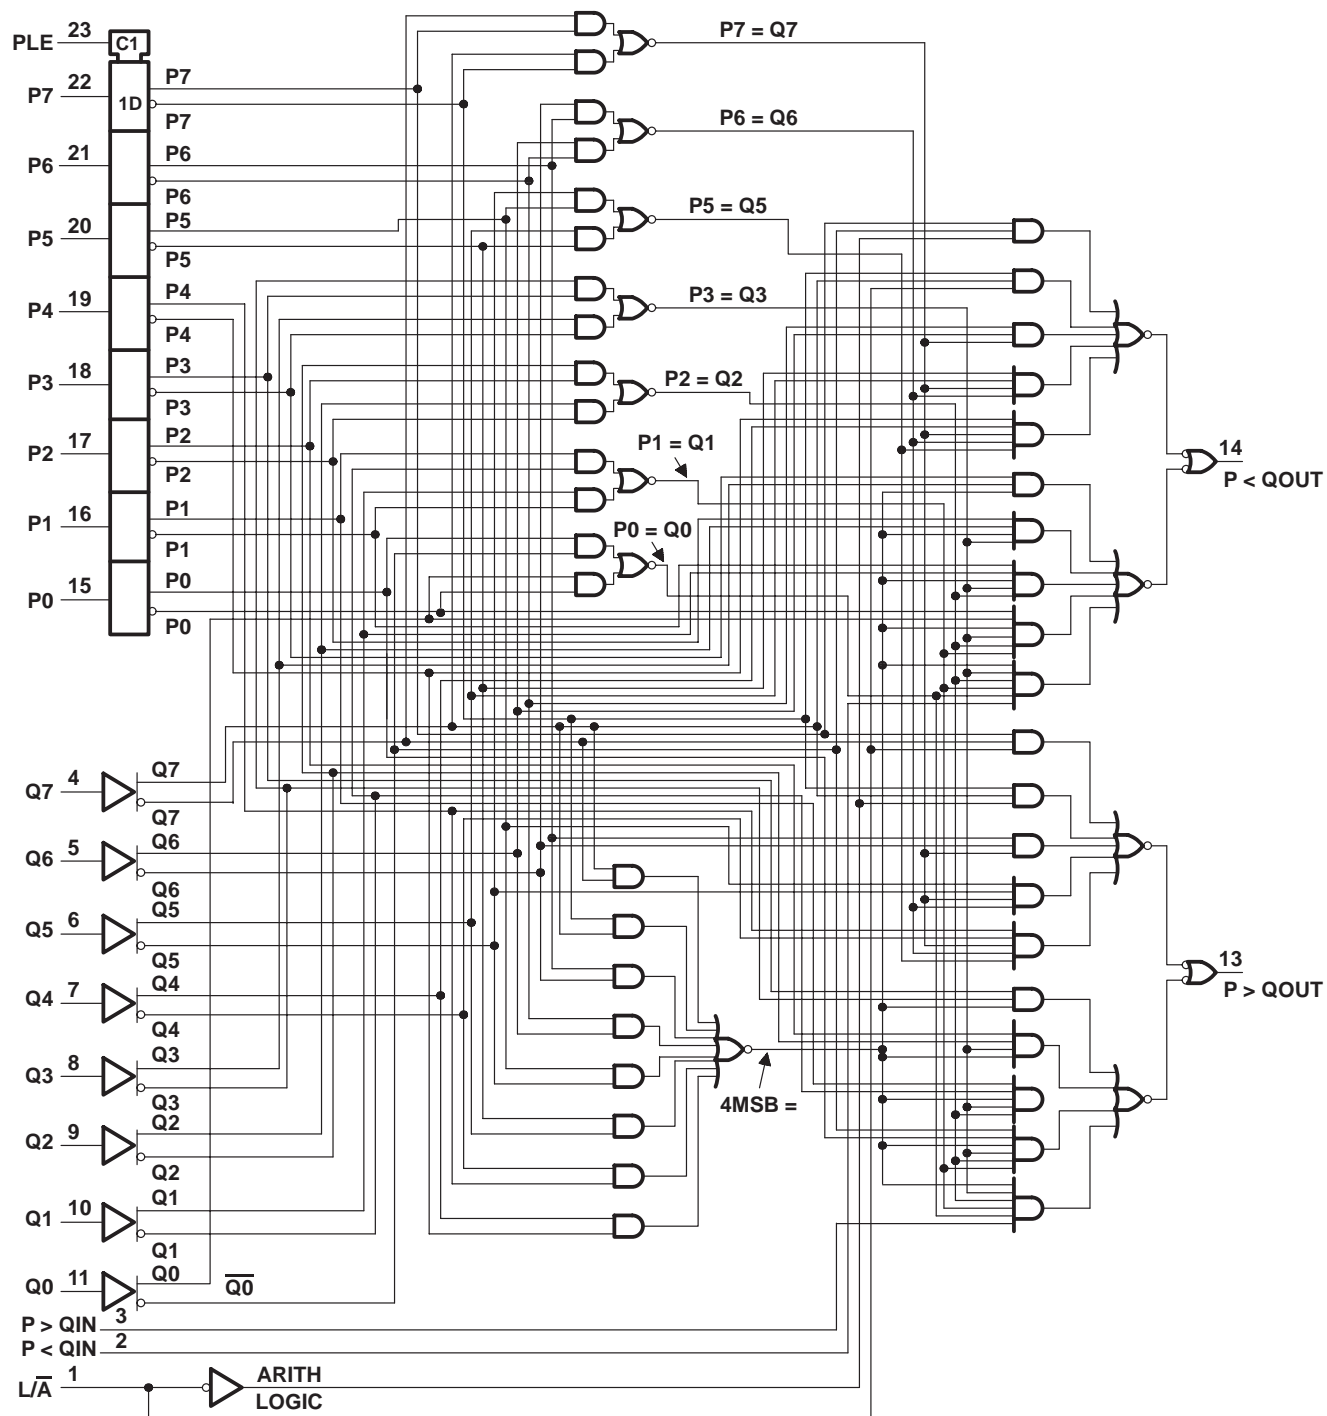 PLE 23 C1
P7 = Q7
P7 22 1D P7
P7
P6 = Q6
P6 21 P6
P6
P5 = Q5
P5 20 P5
P5
P4 19 P4
P4
P3 = Q3
P3 18 P3
P3
P2 = Q2
P2 17 P2
P2
P1 = Q1
P1 16 P1
P1
P0 = Q0
P0 15 P0
P0
14
P < QOUT
Q7 4 Q7
Q7
Q6 5 Q6
Q6
Q5 6 Q5
Q5
Q4 7 Q4
Q4
13
P > QOUT
Q3 8 Q3
Q3
4MSB =
Q2 9 Q2
Q2
Q1 10 Q1
Q1
Q0 11 Q0
Q̅0̅
P > QIN 3
P < QIN 2
L/A̅ 1
ARITH
LOGIC